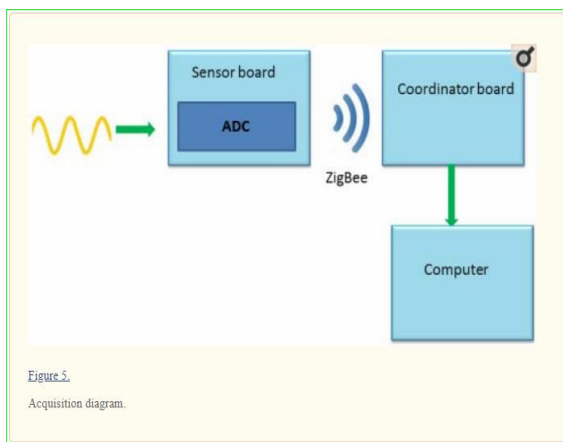 Sensor board
ADC
ZigBee
Coordinator board
Computer
Figure 5.
Acquisition diagram.